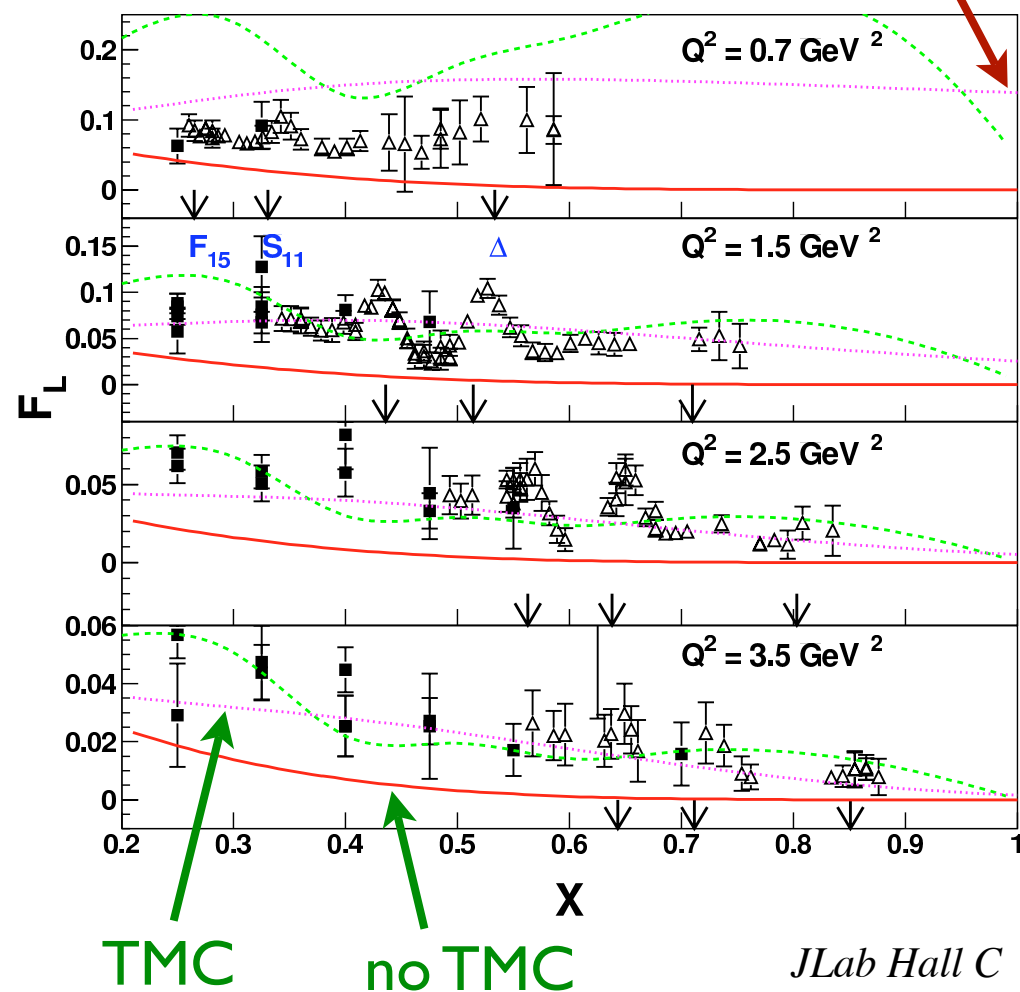 0.2
0.1
0
Q² = 0.7 GeV ²
F₁₅ S₁₁ Δ
0.15
0.1
0.05
0
Q² = 1.5 GeV ²
F_L
0.05
0
Q² = 2.5 GeV ²
0.06
0.04
0.02
0
Q² = 3.5 GeV ²
0.2 0.3 0.4 0.5 0.6 0.7 0.8 0.9 1
X
TMC no TMC JLab Hall C